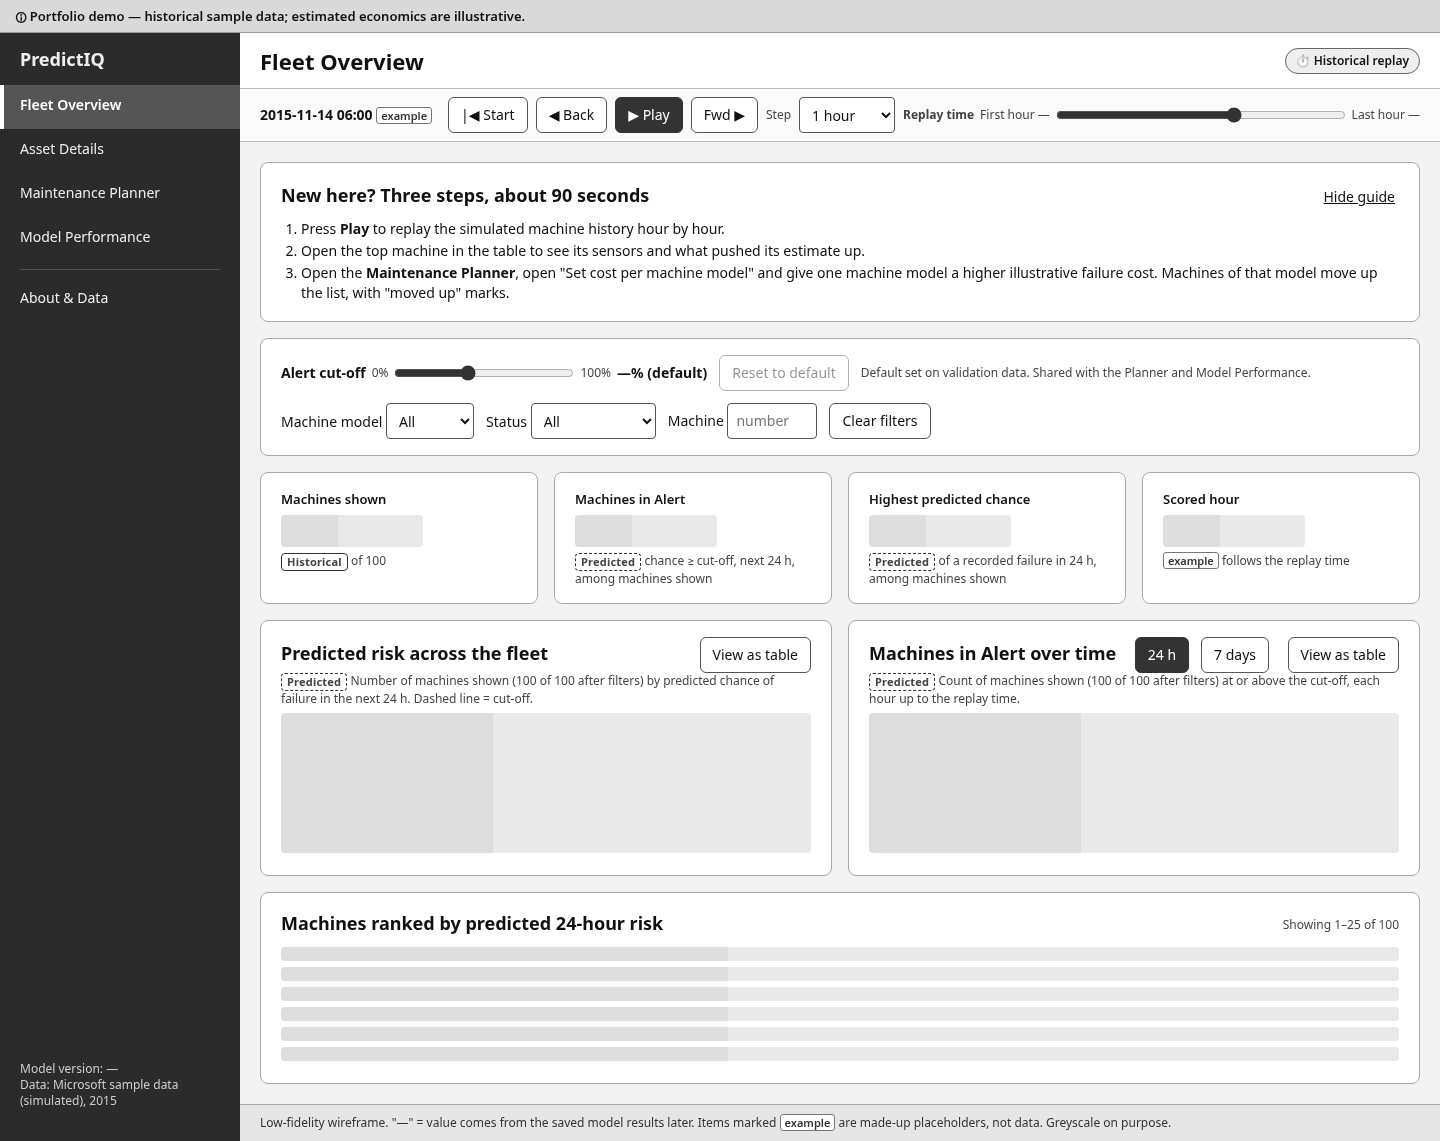 ⓘ Portfolio demo — historical sample data; estimated economics are illustrative.
PredictIQ
Fleet Overview
Asset Details
Maintenance Planner
Model Performance
About & Data
Model version: —
Data: Microsoft sample data
(simulated), 2015
Fleet Overview
⏱ Historical replay
2015-11-14 06:00 example |◀ Start ◀ Back ▶ Play Fwd ▶ Step 1 hour Replay time First hour — Last hour —
New here? Three steps, about 90 seconds
Hide guide
1. Press Play to replay the simulated machine history hour by hour.
2. Open the top machine in the table to see its sensors and what pushed its estimate up.
3. Open the Maintenance Planner, open "Set cost per machine model" and give one machine model a higher illustrative failure cost. Machines of that model move up
the list, with "moved up" marks.
Alert cut-off 0% 100% —% (default) Reset to default Default set on validation data. Shared with the Planner and Model Performance.
Machine model All Status All Machine number Clear filters
Machines shown
Historical of 100
Machines in Alert
Predicted chance ≥ cut-off, next 24 h,
among machines shown
Highest predicted chance
Predicted of a recorded failure in 24 h,
among machines shown
Scored hour
example follows the replay time
Predicted risk across the fleet View as table
Predicted Number of machines shown (100 of 100 after filters) by predicted chance of
failure in the next 24 h. Dashed line = cut-off.
Machines in Alert over time 24 h 7 days View as table
Predicted Count of machines shown (100 of 100 after filters) at or above the cut-off, each
hour up to the replay time.
Machines ranked by predicted 24-hour risk
Showing 1–25 of 100
Low-fidelity wireframe. "—" = value comes from the saved model results later. Items marked example are made-up placeholders, not data. Greyscale on purpose.